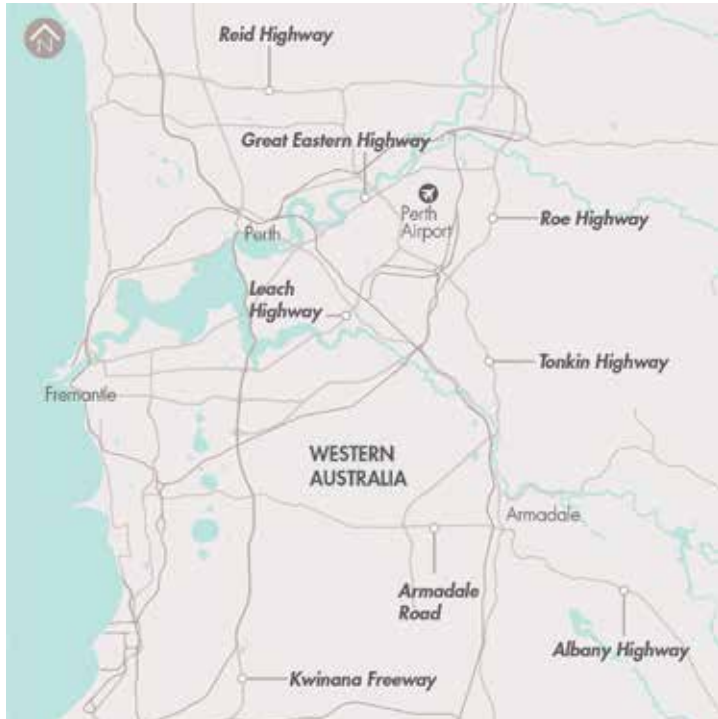 N
Reid Highway
Great Eastern Highway
Perth
Airport
Perth
Roe Highway
Leach
Highway
Tonkin Highway
Fremantle
WESTERN
AUSTRALIA
Armadale
Armadale
Road
Albany Highway
Kwinana Freeway